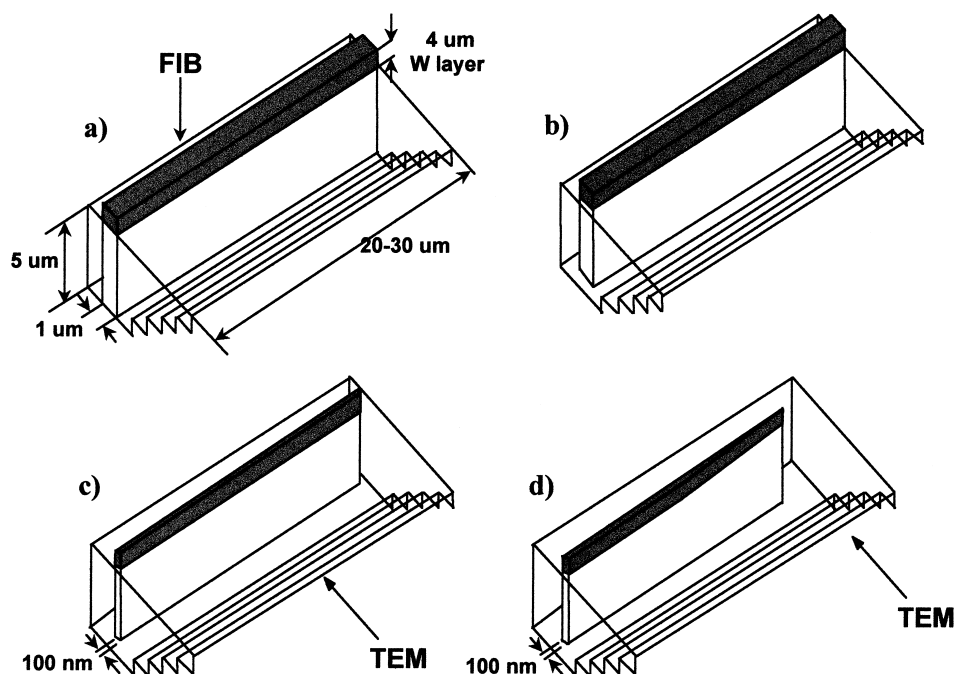 4 um
W layer
FIB
a)
b)
5 um
20-30 um
1 um
c)
d)
TEM
100 nm
TEM
100 nm